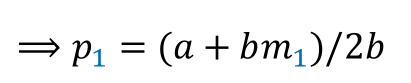 ⟹ p₁ = (a + bm₁)/2b